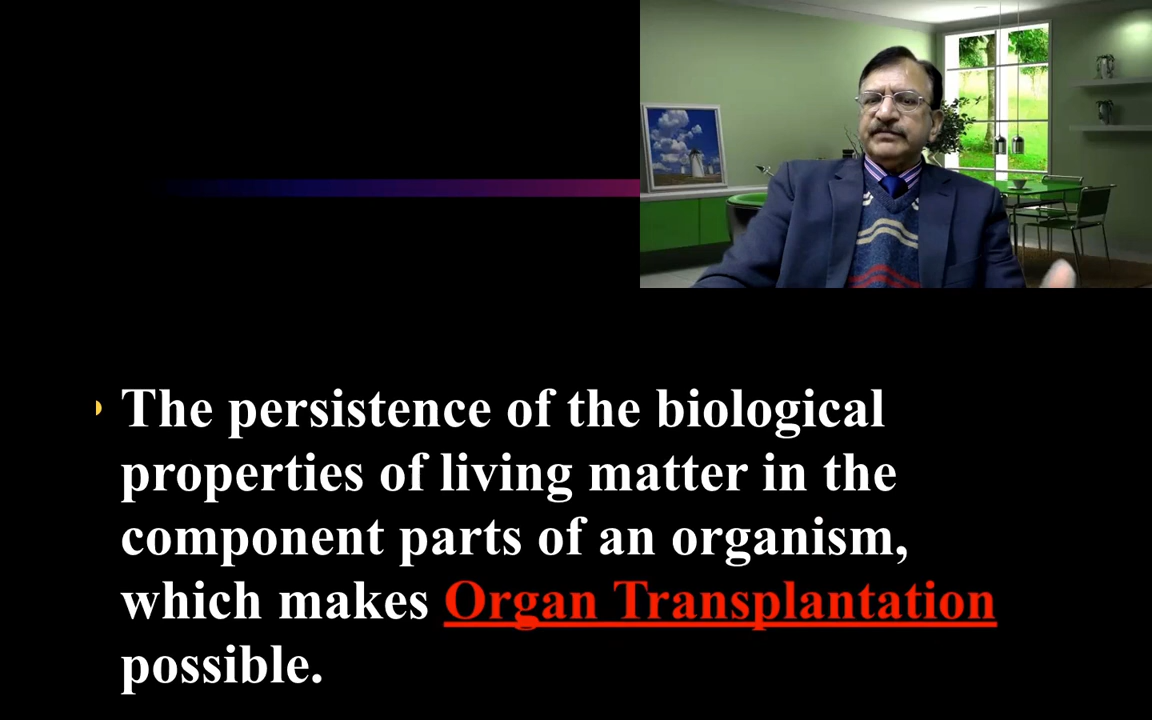 The persistence of the biological
properties of living matter in the
component parts of an organism,
which makes Organ Transplantation
possible.